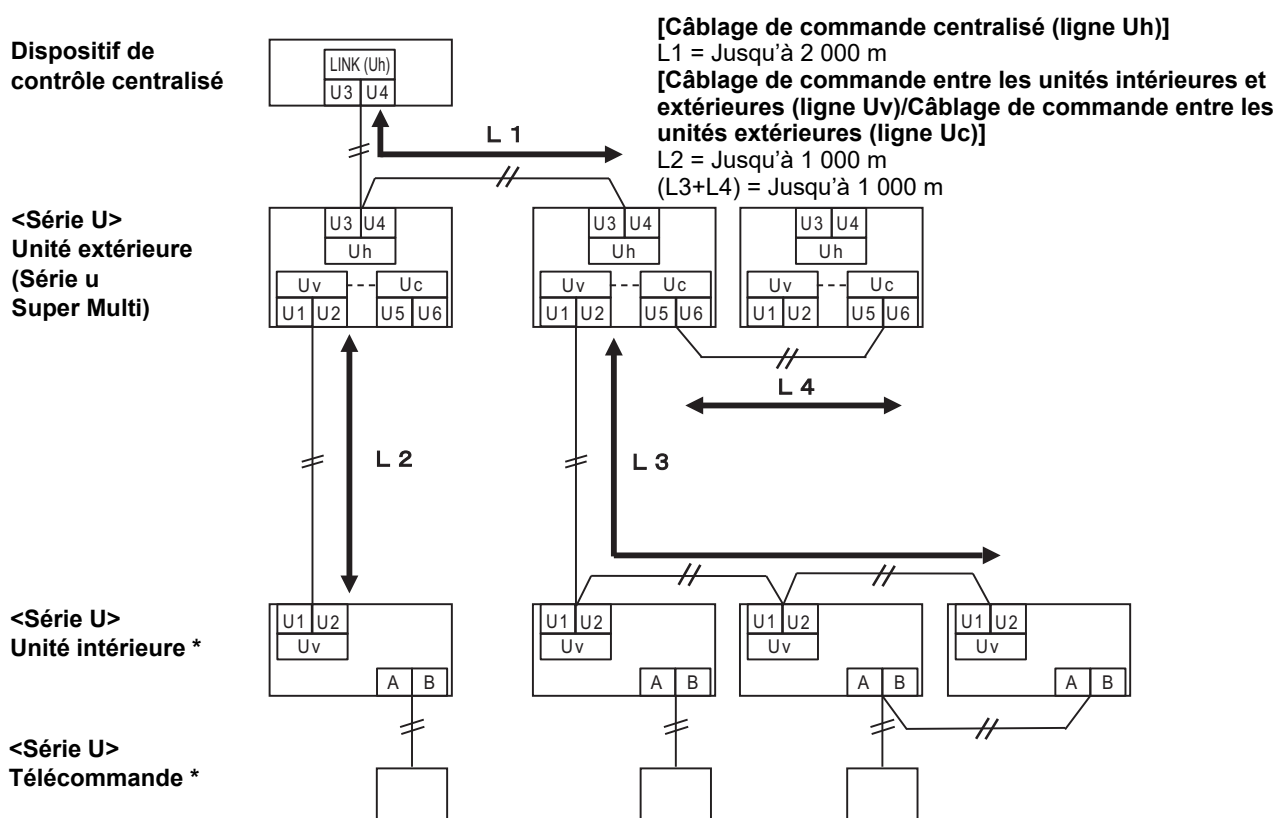 [Câblage de commande centralisé (ligne Uh)]
L1 = Jusqu'à 2 000 m
[Câblage de commande entre les unités intérieures et
extérieures (ligne Uv)/Câblage de commande entre les
unités extérieures (ligne Uc)]
L2 = Jusqu'à 1 000 m
(L3+L4) = Jusqu'à 1 000 m
Dispositif de
contrôle centralisé
LINK (Uh)
U3 U4
L 1
<Série U>
Unité extérieure
(Série u
Super Multi)
U3 U4
Uh
Uv Uc
U1 U2 U5 U6
U3 U4
Uh
Uv Uc
U1 U2 U5 U6
U3 U4
Uh
Uv Uc
U1 U2 U5 U6
L 4
L 2
L 3
<Série U>
Unité intérieure *
U1 U2
Uv
A B
U1 U2
Uv
A B
U1 U2
Uv
A B
U1 U2
Uv
A B
<Série U>
Télécommande *